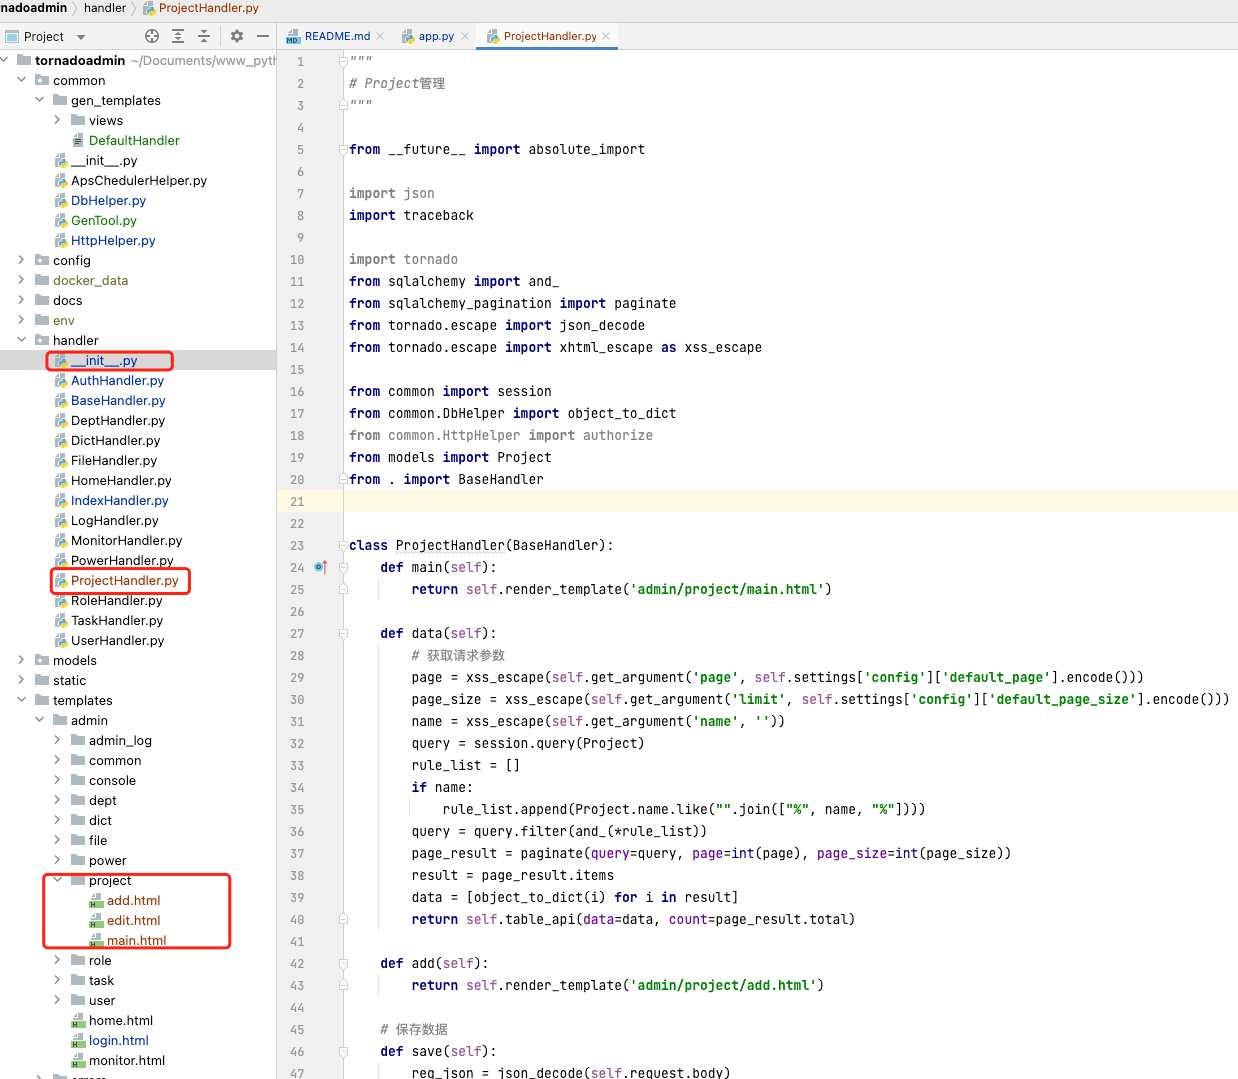 nadoadmin handler ProjectHandler.py
Project
README.md
app.py
ProjectHandler.py
tornadoadmin ~/Documents/www_pyth
common
gen_templates
views
DefaultHandler
__init__.py
ApsChedulerHelper.py
DbHelper.py
GenTool.py
HttpHelper.py
config
docker_data
docs
env
handler
__init__.py
AuthHandler.py
BaseHandler.py
DeptHandler.py
DictHandler.py
FileHandler.py
HomeHandler.py
IndexHandler.py
LogHandler.py
MonitorHandler.py
PowerHandler.py
ProjectHandler.py
RoleHandler.py
TaskHandler.py
UserHandler.py
models
static
templates
admin
admin_log
common
console
dept
dict
file
power
project
add.html
edit.html
main.html
role
task
user
home.html
login.html
monitor.html
1 """
2 # Project管理
3 """
4
5 from __future__ import absolute_import
6
7 import json
8 import traceback
9
10 import tornado
11 from sqlalchemy import and_
12 from sqlalchemy_pagination import paginate
13 from tornado.escape import json_decode
14 from tornado.escape import xhtml_escape as xss_escape
15
16 from common import session
17 from common.DbHelper import object_to_dict
18 from common.HttpHelper import authorize
19 from models import Project
20 from . import BaseHandler
21
22
23 class ProjectHandler(BaseHandler):
24 def main(self):
25 return self.render_template('admin/project/main.html')
26
27 def data(self):
28 # 获取请求参数
29 page = xss_escape(self.get_argument('page', self.settings['config']['default_page'].encode()))
30 page_size = xss_escape(self.get_argument('limit', self.settings['config']['default_page_size'].encode()))
31 name = xss_escape(self.get_argument('name', ''))
32 query = session.query(Project)
33 rule_list = []
34 if name:
35 rule_list.append(Project.name.like("".join(["%", name, "%"])))
36 query = query.filter(and_(*rule_list))
37 page_result = paginate(query=query, page=int(page), page_size=int(page_size))
38 result = page_result.items
39 data = [object_to_dict(i) for i in result]
40 return self.table_api(data=data, count=page_result.total)
41
42 def add(self):
43 return self.render_template('admin/project/add.html')
44
45 # 保存数据
46 def save(self):
47 req_json = json_decode(self.request.body)